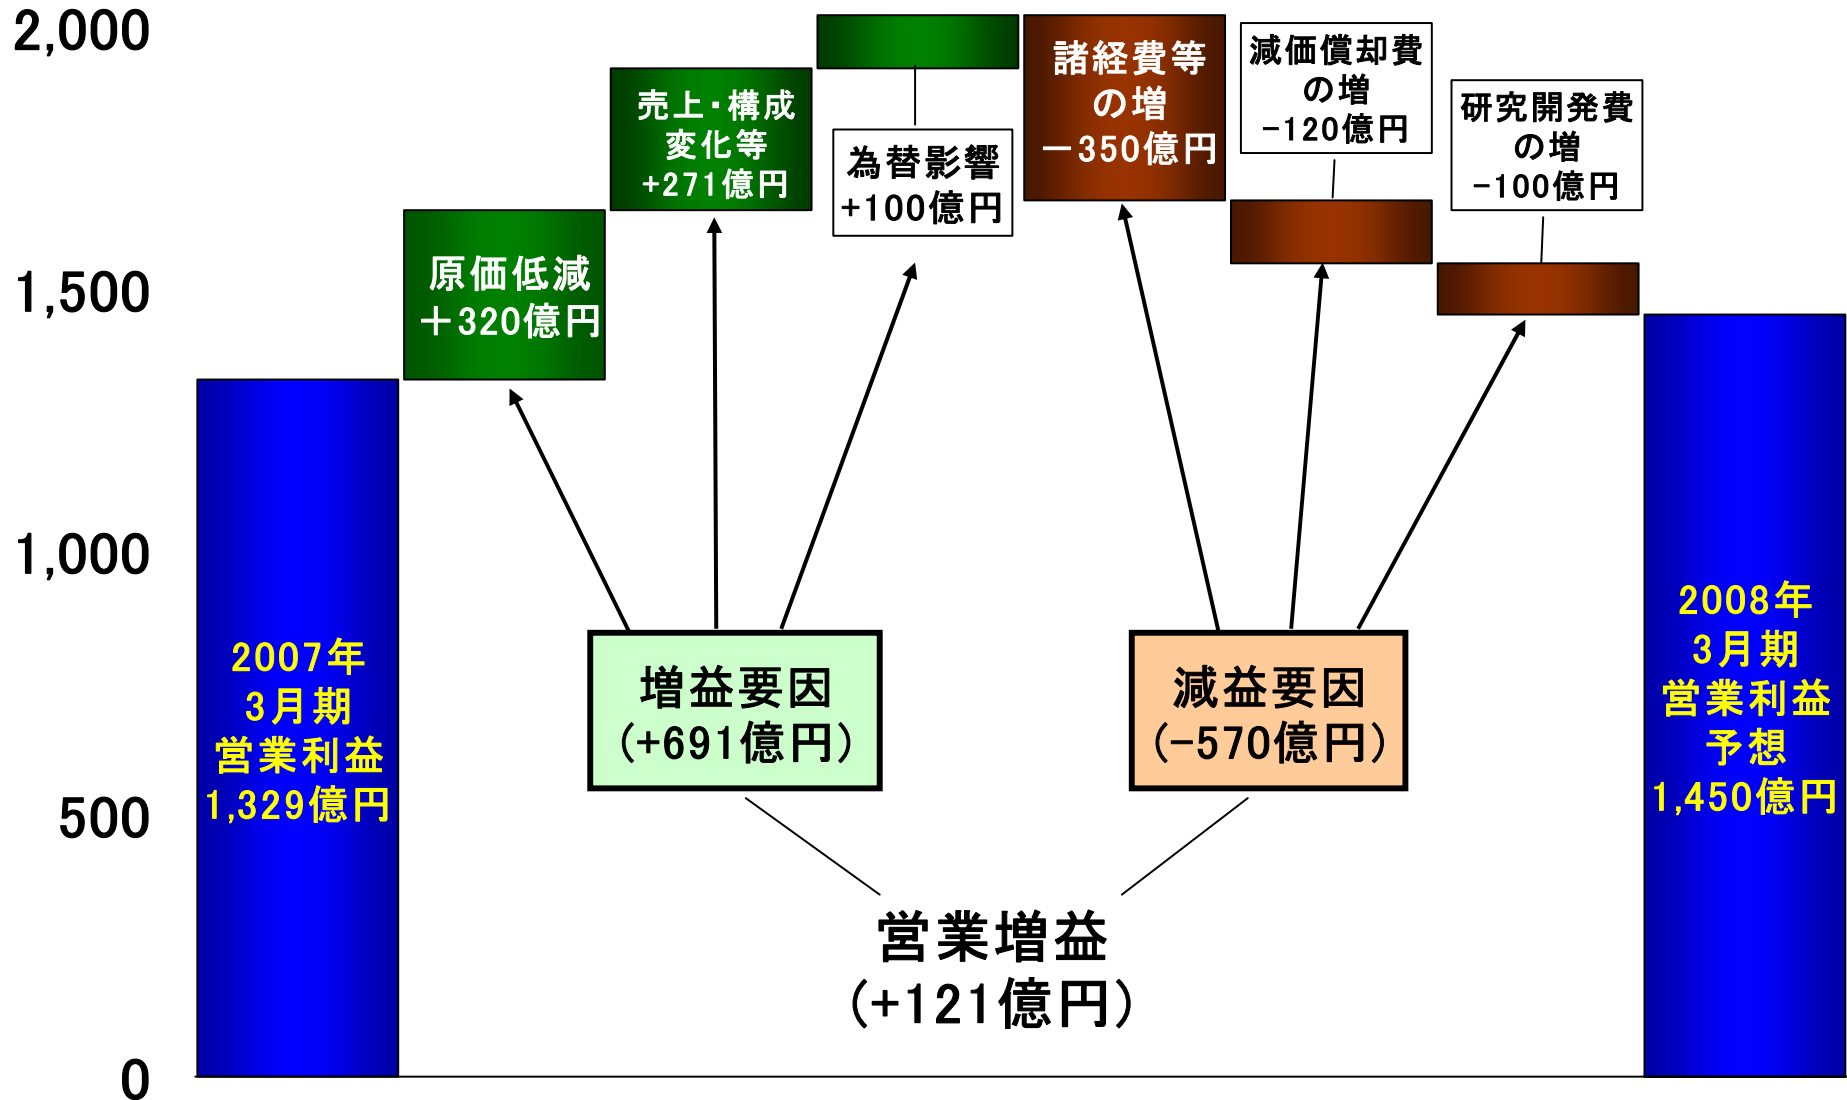 2,000
1,500
1,000
500
0
2007年
3月期
営業利益
1,329億円
原価低減
＋320億円
売上・構成
変化等
+271億円
為替影響
+100億円
諸経費等
の増
－350億円
減価償却費
の増
-120億円
研究開発費
の増
-100億円
2008年
3月期
営業利益
予想
1,450億円
増益要因
(+691億円)
減益要因
(-570億円)
営業増益
(+121億円)